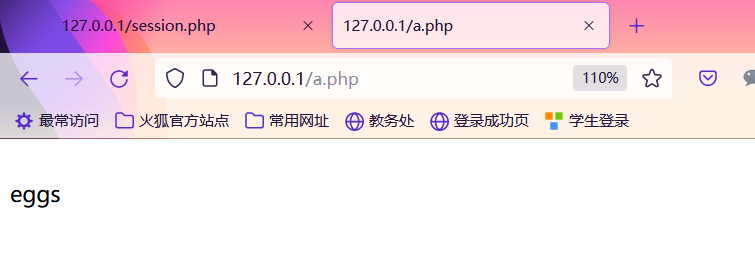 127.0.0.1/session.php 127.0.0.1/a.php
127.0.0.1/a.php 110%
最常访问 火狐官方站点 常用网址 教务处 登录成功页 学生登录
eggs